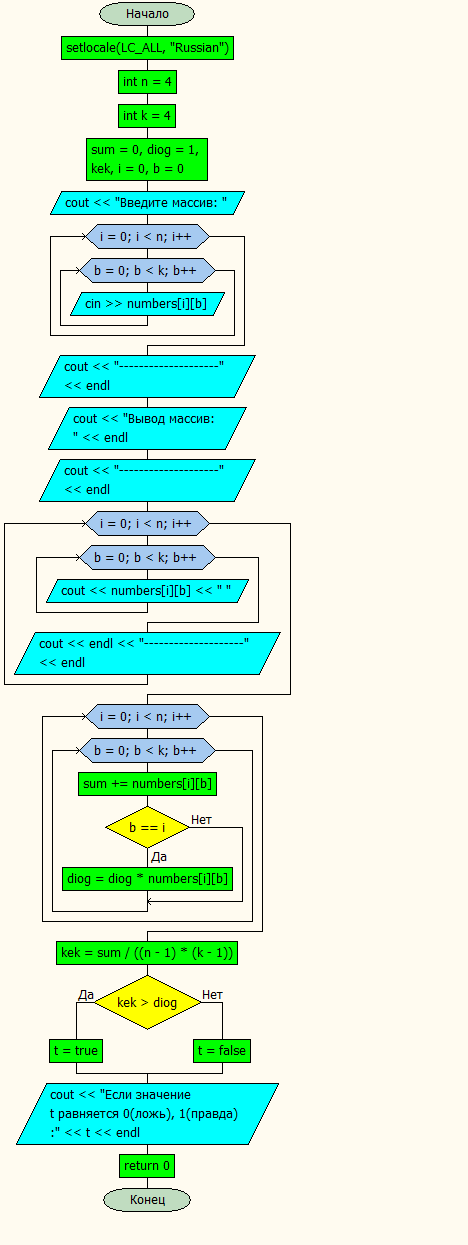 Начало
setlocale(LC_ALL, "Russian")
int n = 4
int k = 4
sum = 0, diog = 1,
kek, i = 0, b = 0
cout << "Введите массив: "
i = 0; i < n; i++
b = 0; b < k; b++
cin >> numbers[i][b]
cout << "--------------------"
<< endl
cout << "Вывод массив:
" << endl
cout << "--------------------"
<< endl
i = 0; i < n; i++
b = 0; b < k; b++
cout << numbers[i][b] << " "
cout << endl << "--------------------"
<< endl
i = 0; i < n; i++
b = 0; b < k; b++
sum += numbers[i][b]
b == i
Нет
Да
diog = diog * numbers[i][b]
kek = sum / ((n - 1) * (k - 1))
Да
kek > diog
Нет
t = true
t = false
cout << "Если значение
t равняется 0(ложь), 1(правда)
:" << t << endl
return 0
Конец